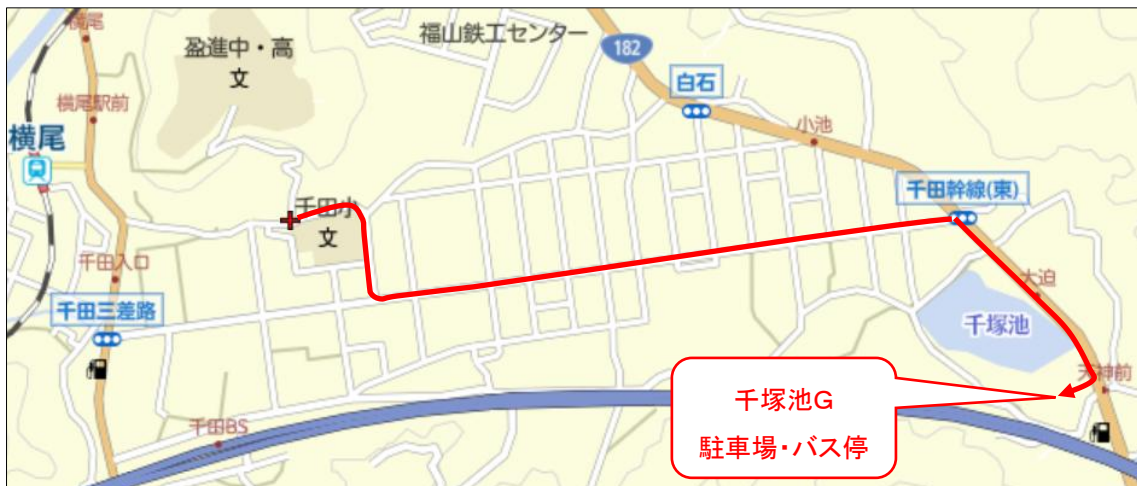 横尾
盈進中・高
文
福山鉄工センター
182
白石
横尾駅前
小池
横尾
千田幹線(東)
千田小
文
千田入口
大迫
千田三差路
千塚池
天神前
千塚池G
駐車場・バス停
千田BS